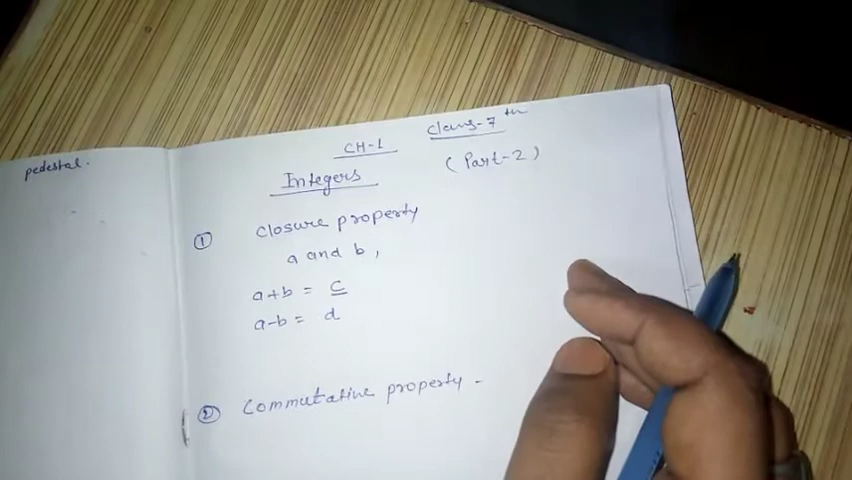 pedestal.
CH-1 Class-7th
Integers (Part-2)
① closure property
a and b,
a+b = c
a-b = d
② Commutative property -